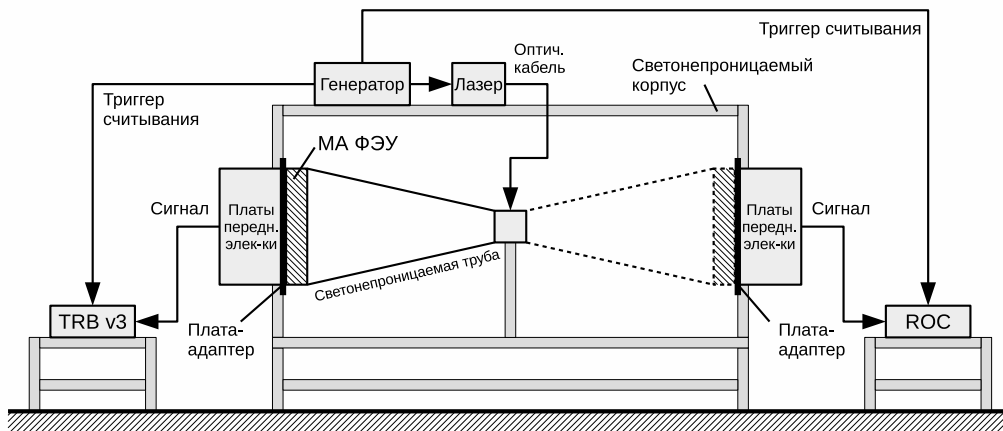 Триггер считывания
Оптич.
кабель
Светонепроницаемый
корпус
Генератор
Лазер
Триггер
считывания
МА ФЭУ
Сигнал
Платы
передн.
элек-ки
Платы
передн.
элек-ки
Сигнал
Светонепроницаемая труба
TRB v3
Плата-
адаптер
Плата-
адаптер
ROC